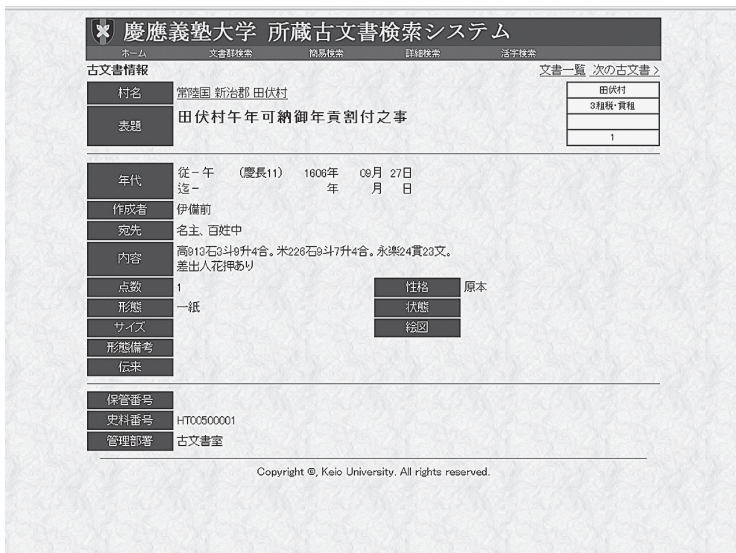 慶應義塾大学 所蔵古文書検索システム
ホーム 文書群検索 簡易検索 詳細検索 活字検索
古文書情報 文書一覧 次の古文書>
村名 常陸国 新治郡 田伏村
表題 田伏村午年可納御年貢割付之事
田伏村
3租税・貢租
1
年代 従-午 (慶長11) 1606年 09月 27日
迄- 年 月 日
作成者 伊備前
宛先 名主、百姓中
内容 高913石3斗9升4合。米226石9斗7升4合。永楽24貫23文。
差出人花押あり
点数 1 性格 原本
形態 一紙 状態
サイズ 絵図
形態備考
伝来
保管番号
史料番号 HT00500001
管理部署 古文書室
Copyright ©, Keio University. All rights reserved.